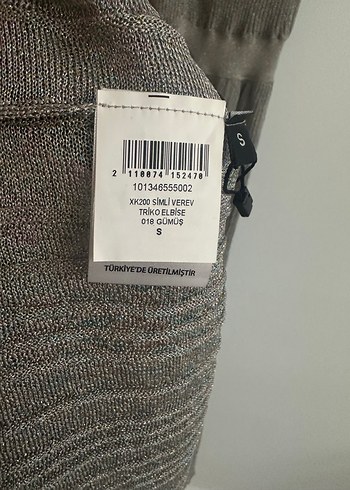 2 110074 152470
101346555002
XK200 SİMLİ VEREV
TRİKO ELBİSE
018 GÜMÜŞ
S
TÜRKİYE'DE ÜRETİLMİŞTİR
S